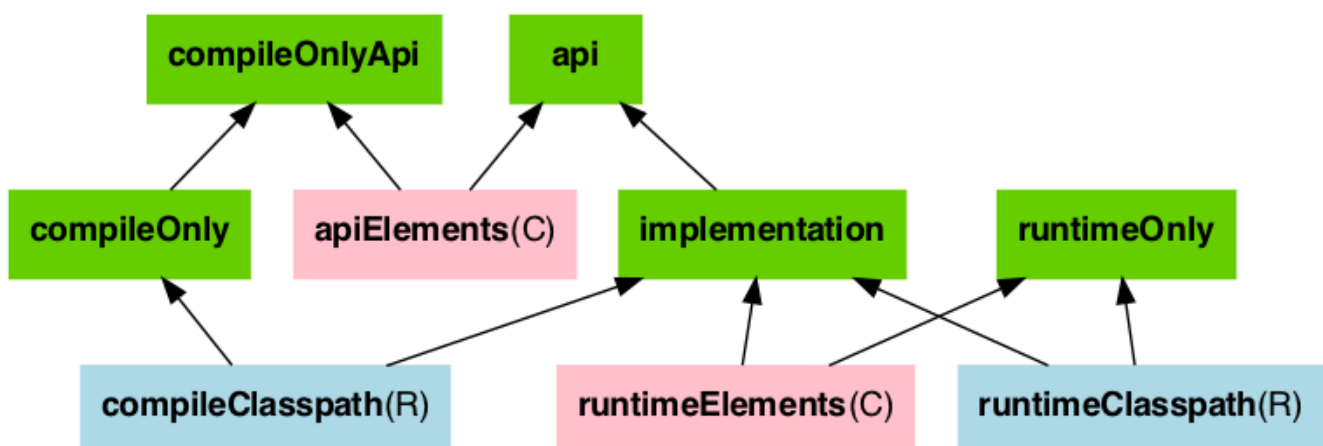 compileOnlyApi
api
compileOnly
apiElements(C)
implementation
runtimeOnly
compileClasspath(R)
runtimeElements(C)
runtimeClasspath(R)